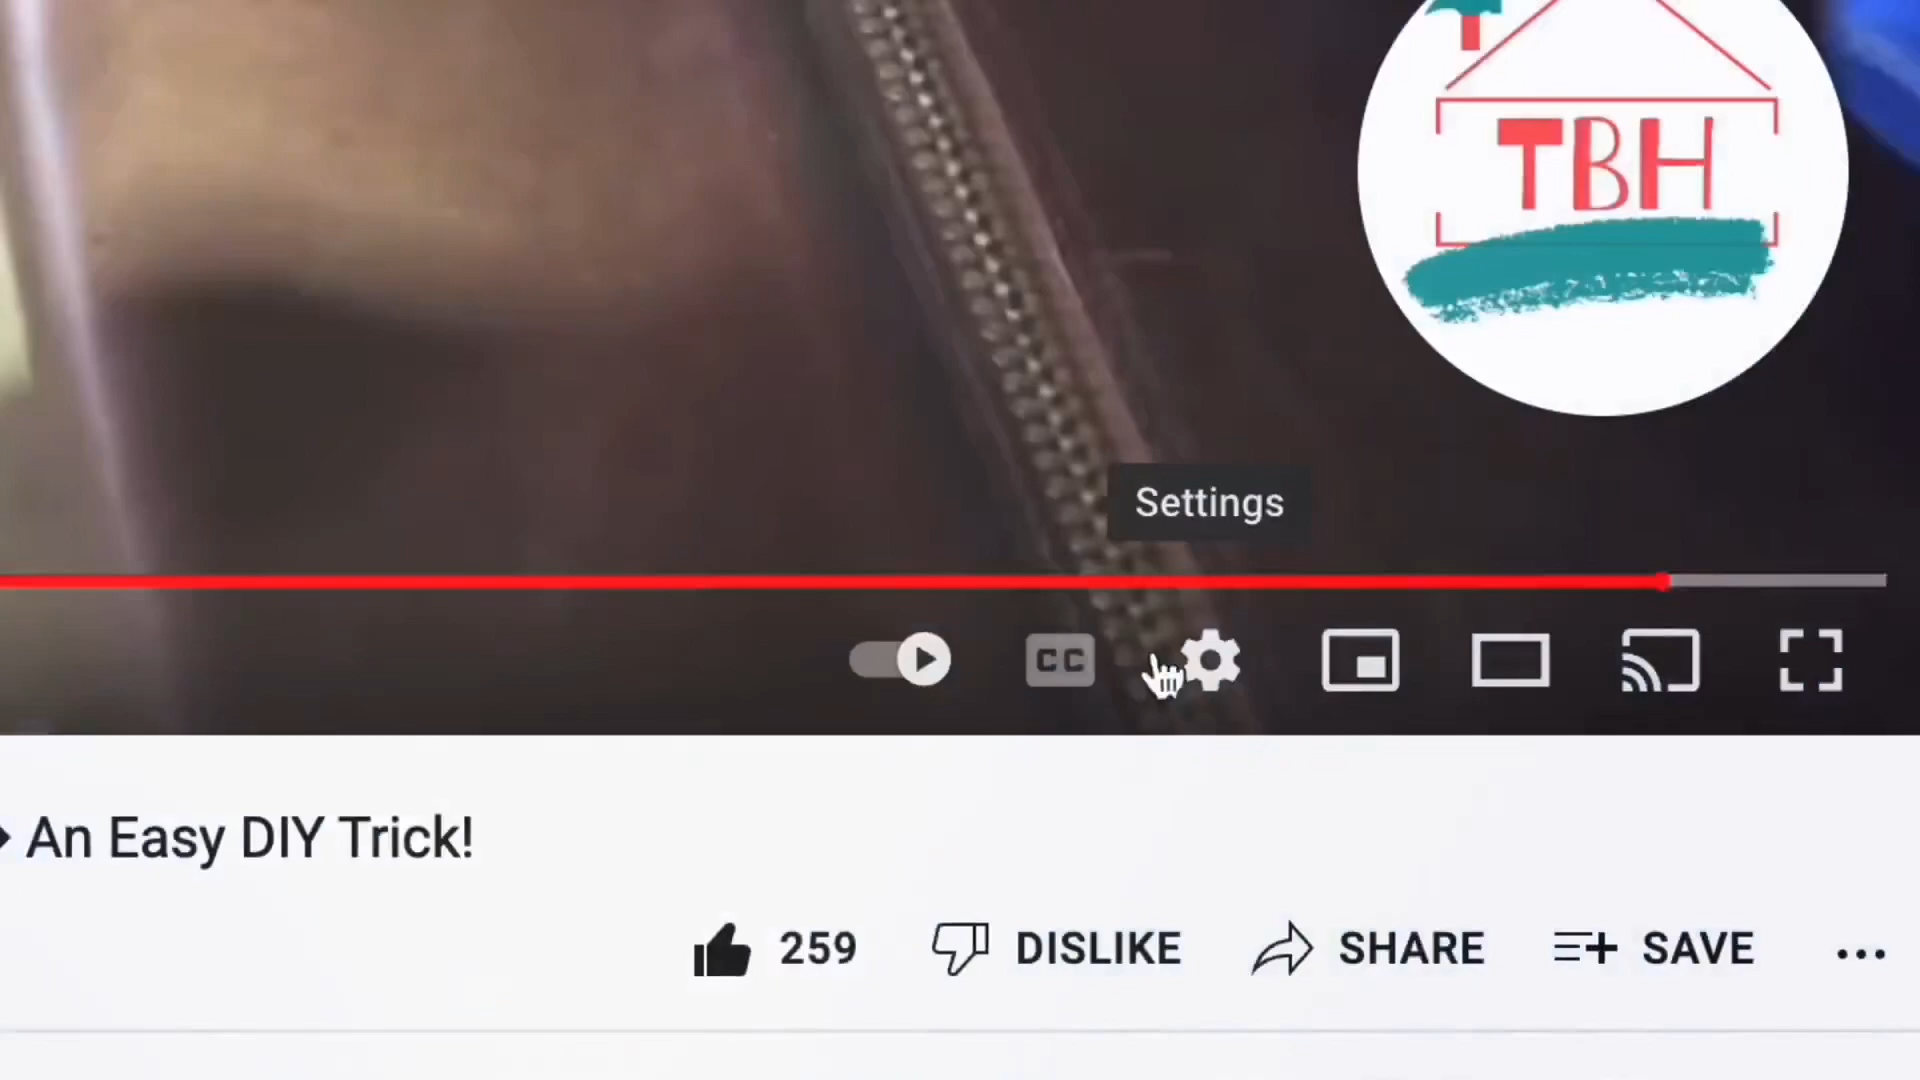 TBH
Settings
CC
An Easy DIY Trick!
259 DISLIKE SHARE SAVE ...